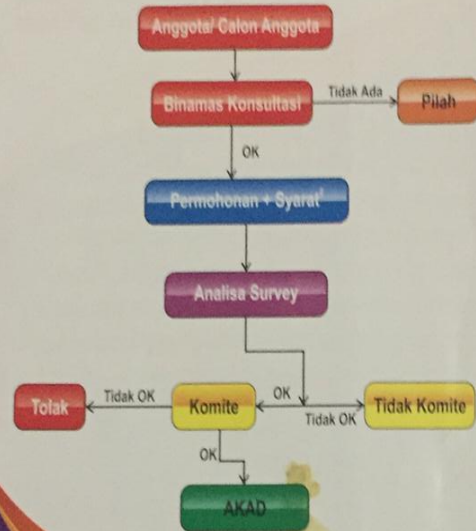 Anggota/ Calon Anggota
Binamas Konsultasi
Tidak Ada
Pilah
OK
Permohonan + Syarat²
Analisa Survey
Tolak
Tidak OK
Komite
OK
Tidak OK
Tidak Komite
OK
AKAD